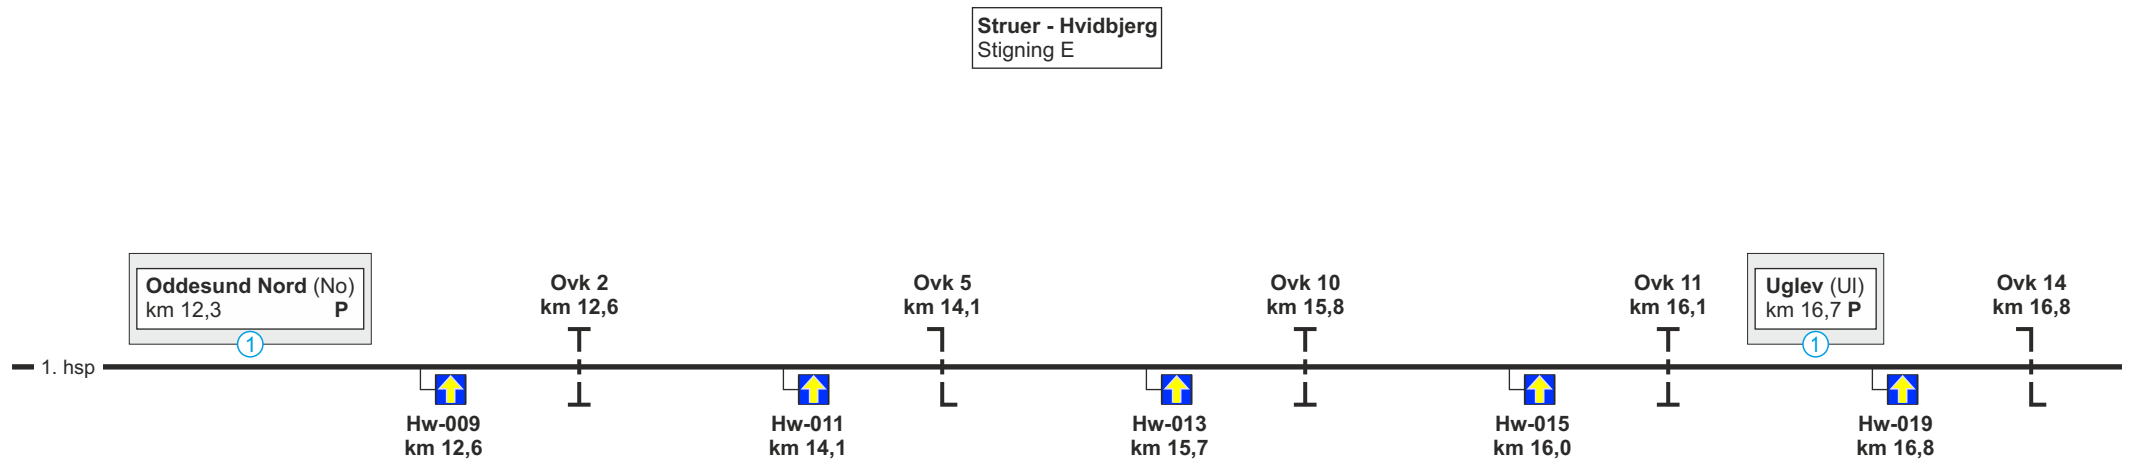 Struer - Hvidbjerg
Stigning E
Oddesund Nord (No)
km 12,3 P
1
Ovk 2
km 12,6
Ovk 5
km 14,1
Ovk 10
km 15,8
Ovk 11
km 16,1
Uglev (Ul)
km 16,7 P
1
Ovk 14
km 16,8
1. hsp
Hw-009
km 12,6
Hw-011
km 14,1
Hw-013
km 15,7
Hw-015
km 16,0
Hw-019
km 16,8